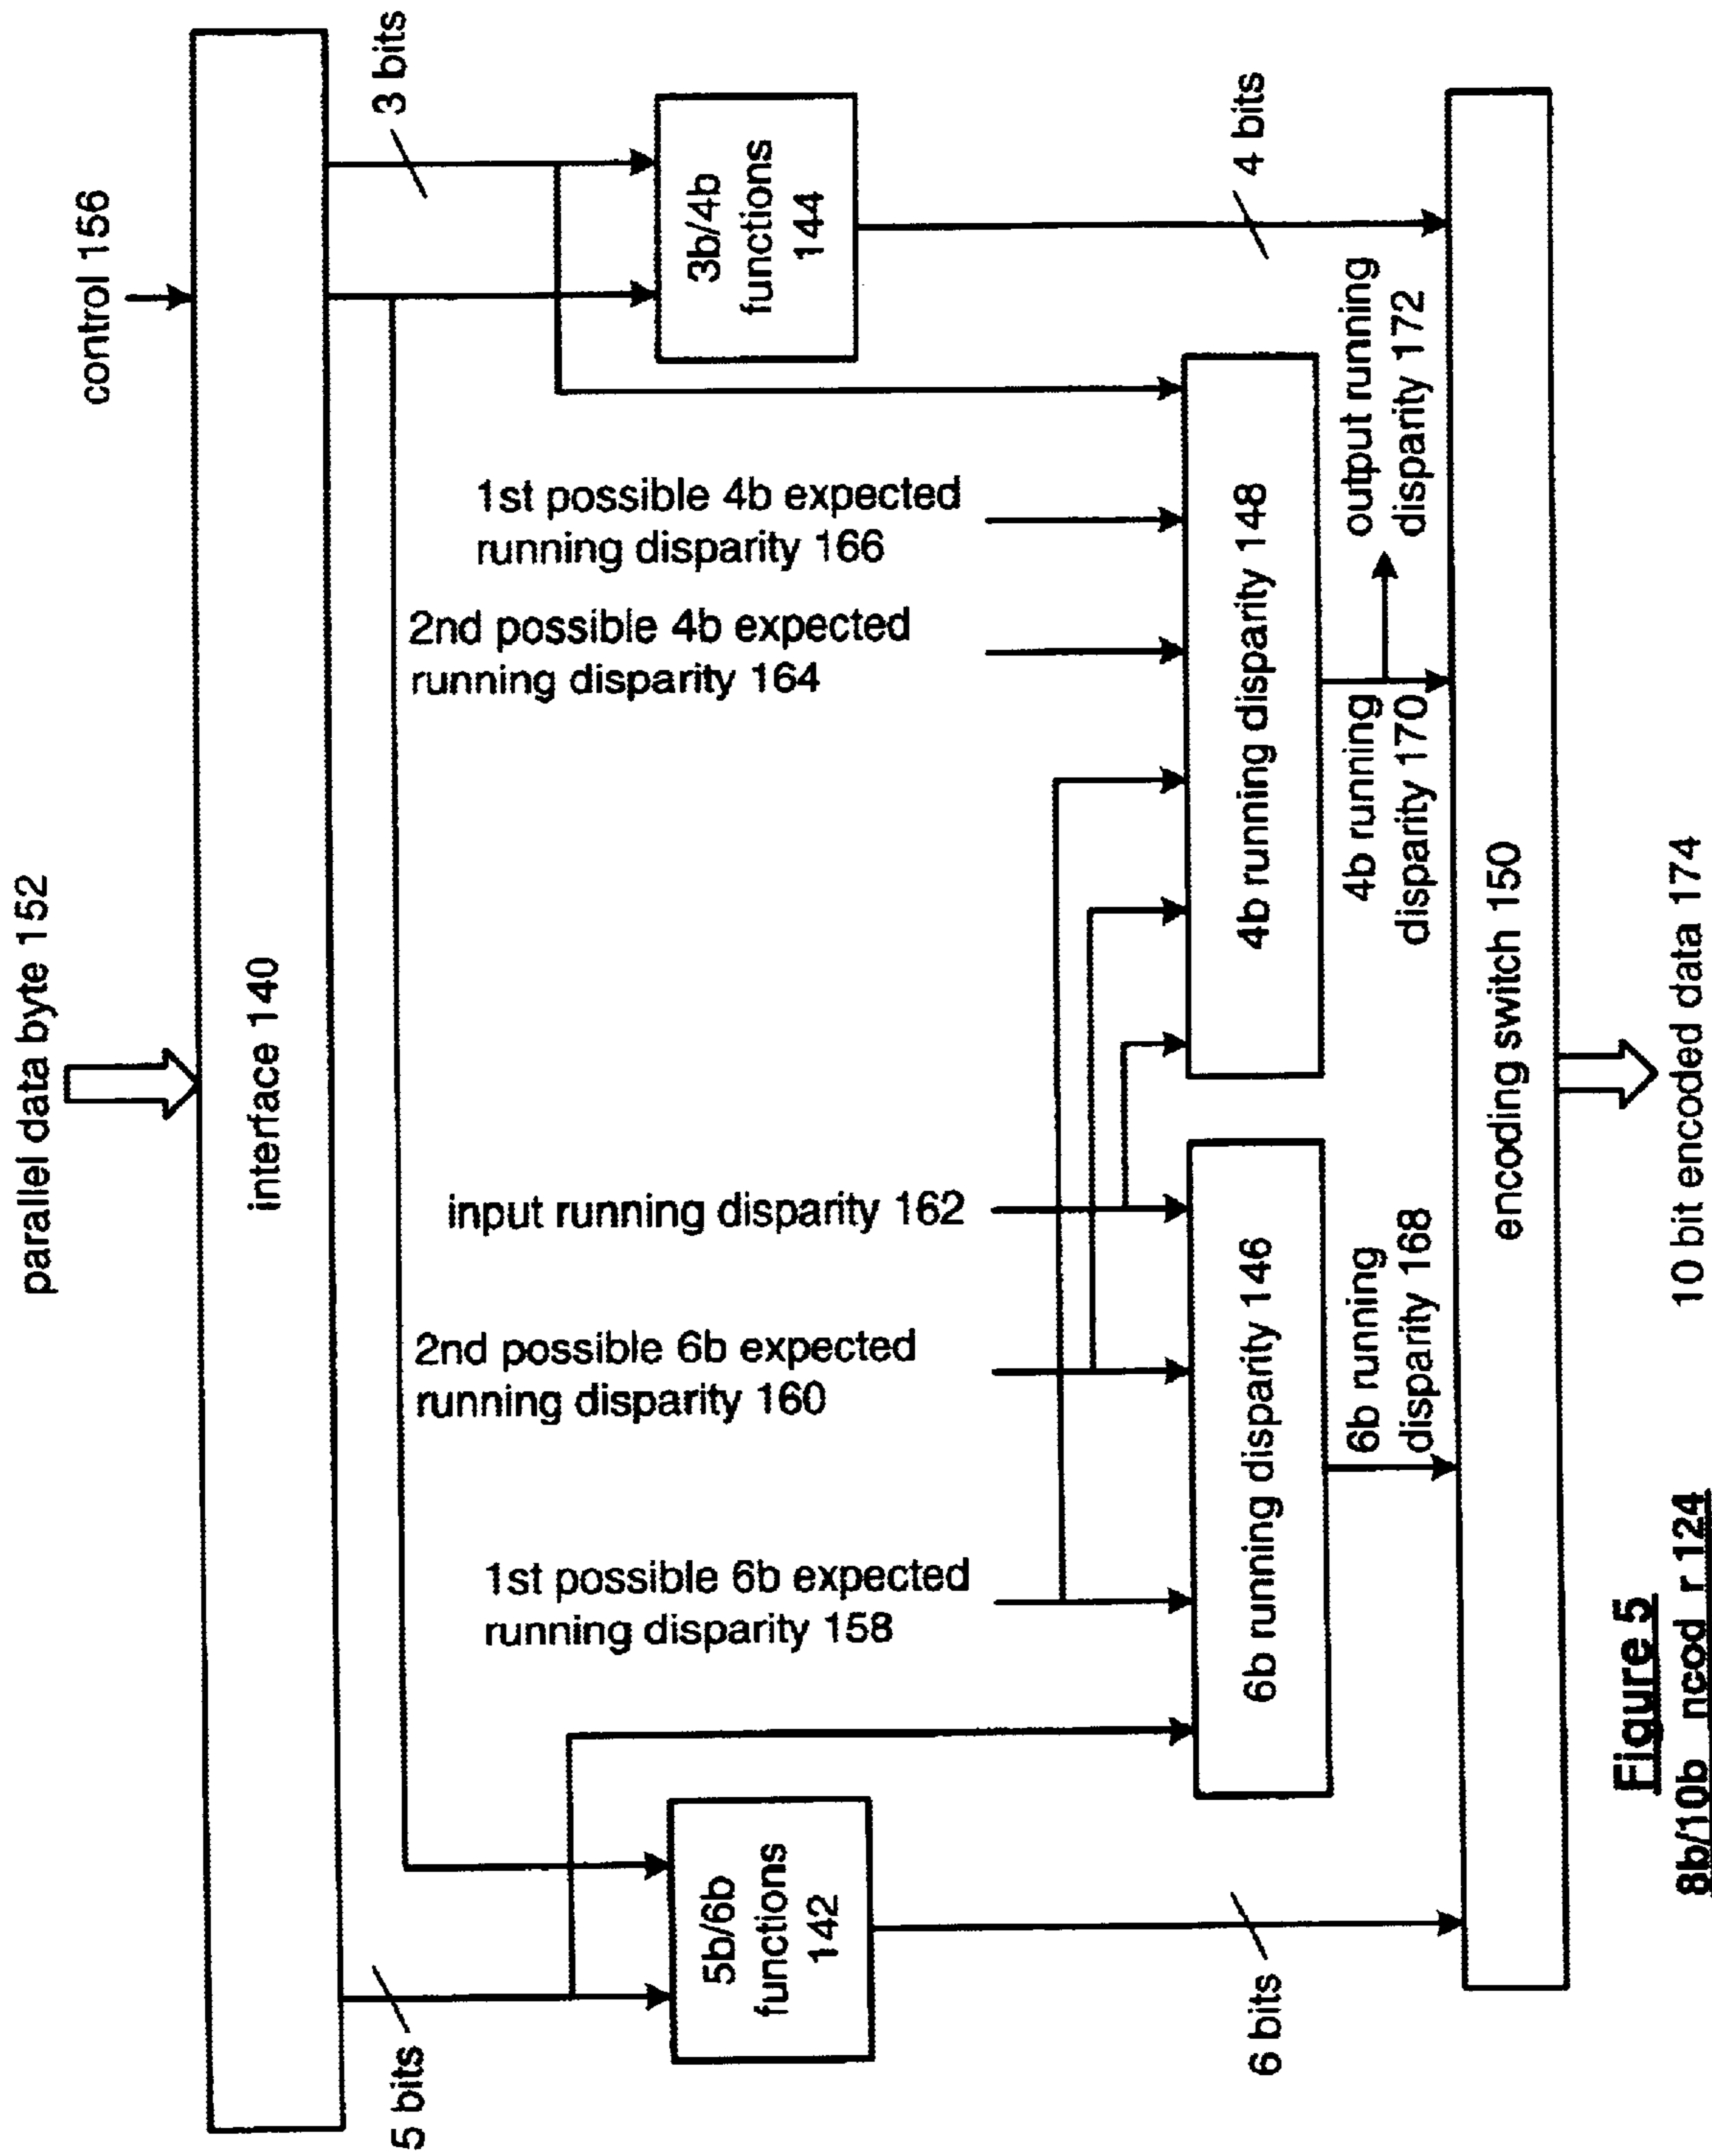 parallel data byte 152
control 156
interface 140
5 bits
3 bits
5b/6b
functions
142
3b/4b
functions
144
1st possible 6b expected
running disparity 158
2nd possible 6b expected
running disparity 160
input running disparity 162
2nd possible 4b expected
running disparity 164
1st possible 4b expected
running disparity 166
6b running disparity 146
4b running disparity 148
6 bits
6b running
disparity 168
4b running
disparity 170
output running
disparity 172
4 bits
encoding switch 150
10 bit encoded data 174
Figure 5
8b/10b ncod r 124